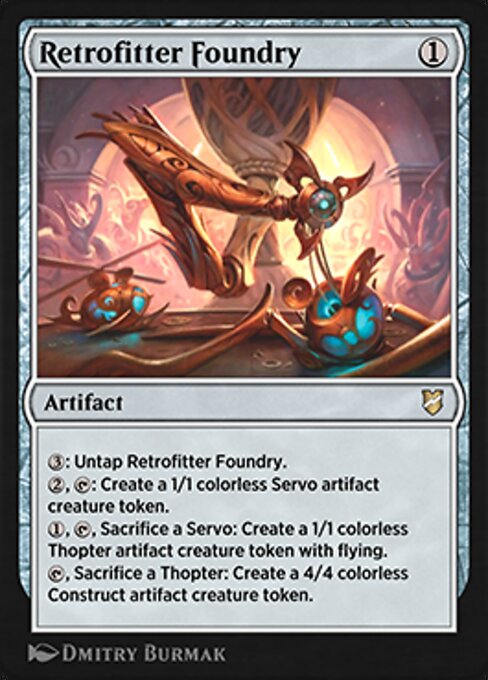 Retrofitter Foundry 1
Artifact
3: Untap Retrofitter Foundry.
2, : Create a 1/1 colorless Servo artifact
creature token.
1, , Sacrifice a Servo: Create a 1/1 colorless
Thopter artifact creature token with flying.
, Sacrifice a Thopter: Create a 4/4 colorless
Construct artifact creature token.
Dmitry Burmak